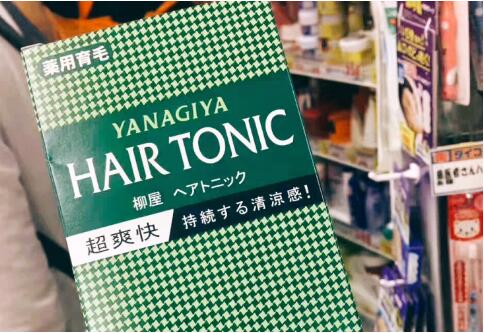 薬用育毛
YANAGIYA
HAIR TONIC
柳屋 ヘアトニック
超爽快
持続する清涼感!